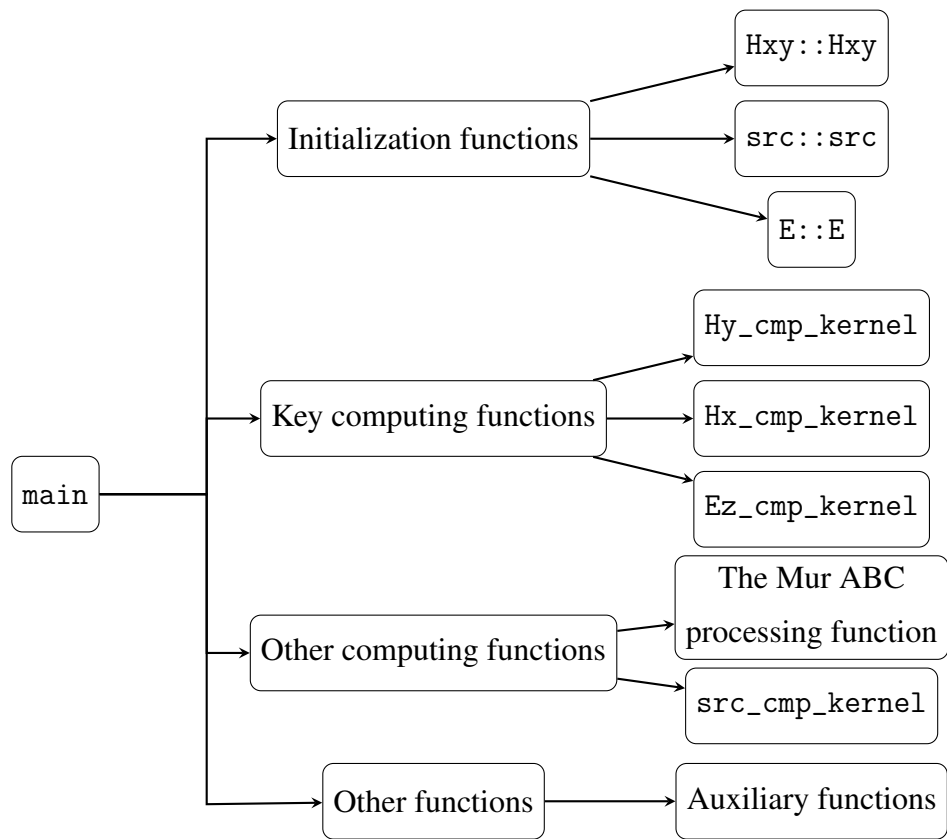 Hxy::Hxy
Initialization functions
src::src
E::E
Hy_cmp_kernel
Key computing functions
Hx_cmp_kernel
main
Ez_cmp_kernel
The Mur ABC
processing function
Other computing functions
src_cmp_kernel
Other functions
Auxiliary functions